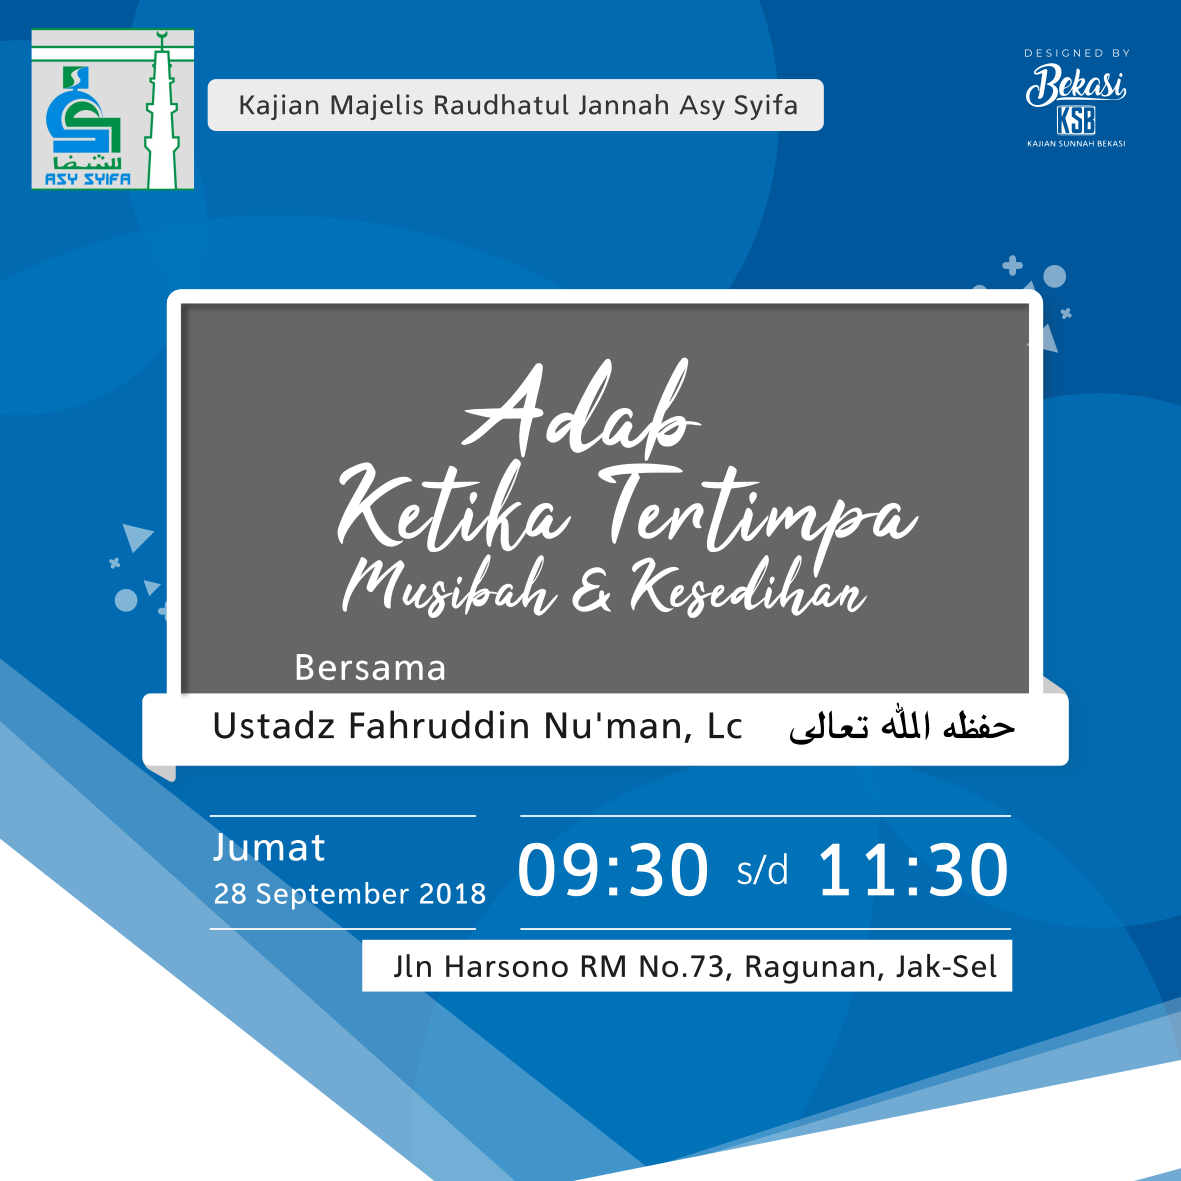 للشفا
ASY SYIFA
Kajian Majelis Raudhatul Jannah Asy Syifa
DESIGNED BY
Bekasi
KSB
KAJIAN SUNNAH BEKASI
Adab
Ketika Tertimpa
Musibah & Kesedihan
Bersama
Ustadz Fahruddin Nu'man, Lc حفظه الله تعالى
Jumat
28 September 2018
09:30 s/d 11:30
Jln Harsono RM No.73, Ragunan, Jak-Sel